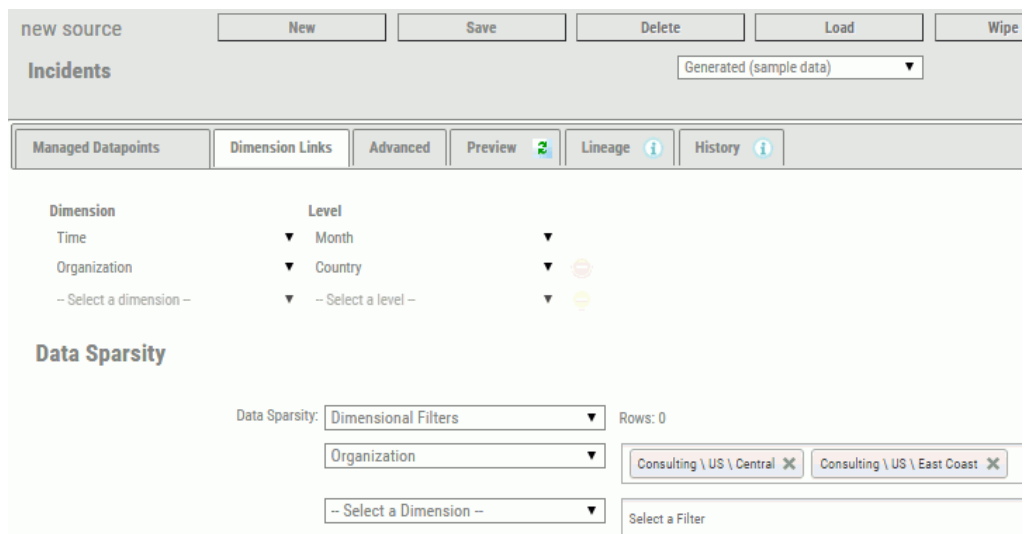 new source New Save Delete Load Wipe
Incidents Generated (sample data)
Managed Datapoints Dimension Links Advanced Preview Lineage History
Dimension Level
Time Month
Organization Country
-- Select a dimension -- -- Select a level --
Data Sparsity
Data Sparsity: Dimensional Filters Rows: 0
Organization Consulting \ US \ Central Consulting \ US \ East Coast
-- Select a Dimension -- Select a Filter